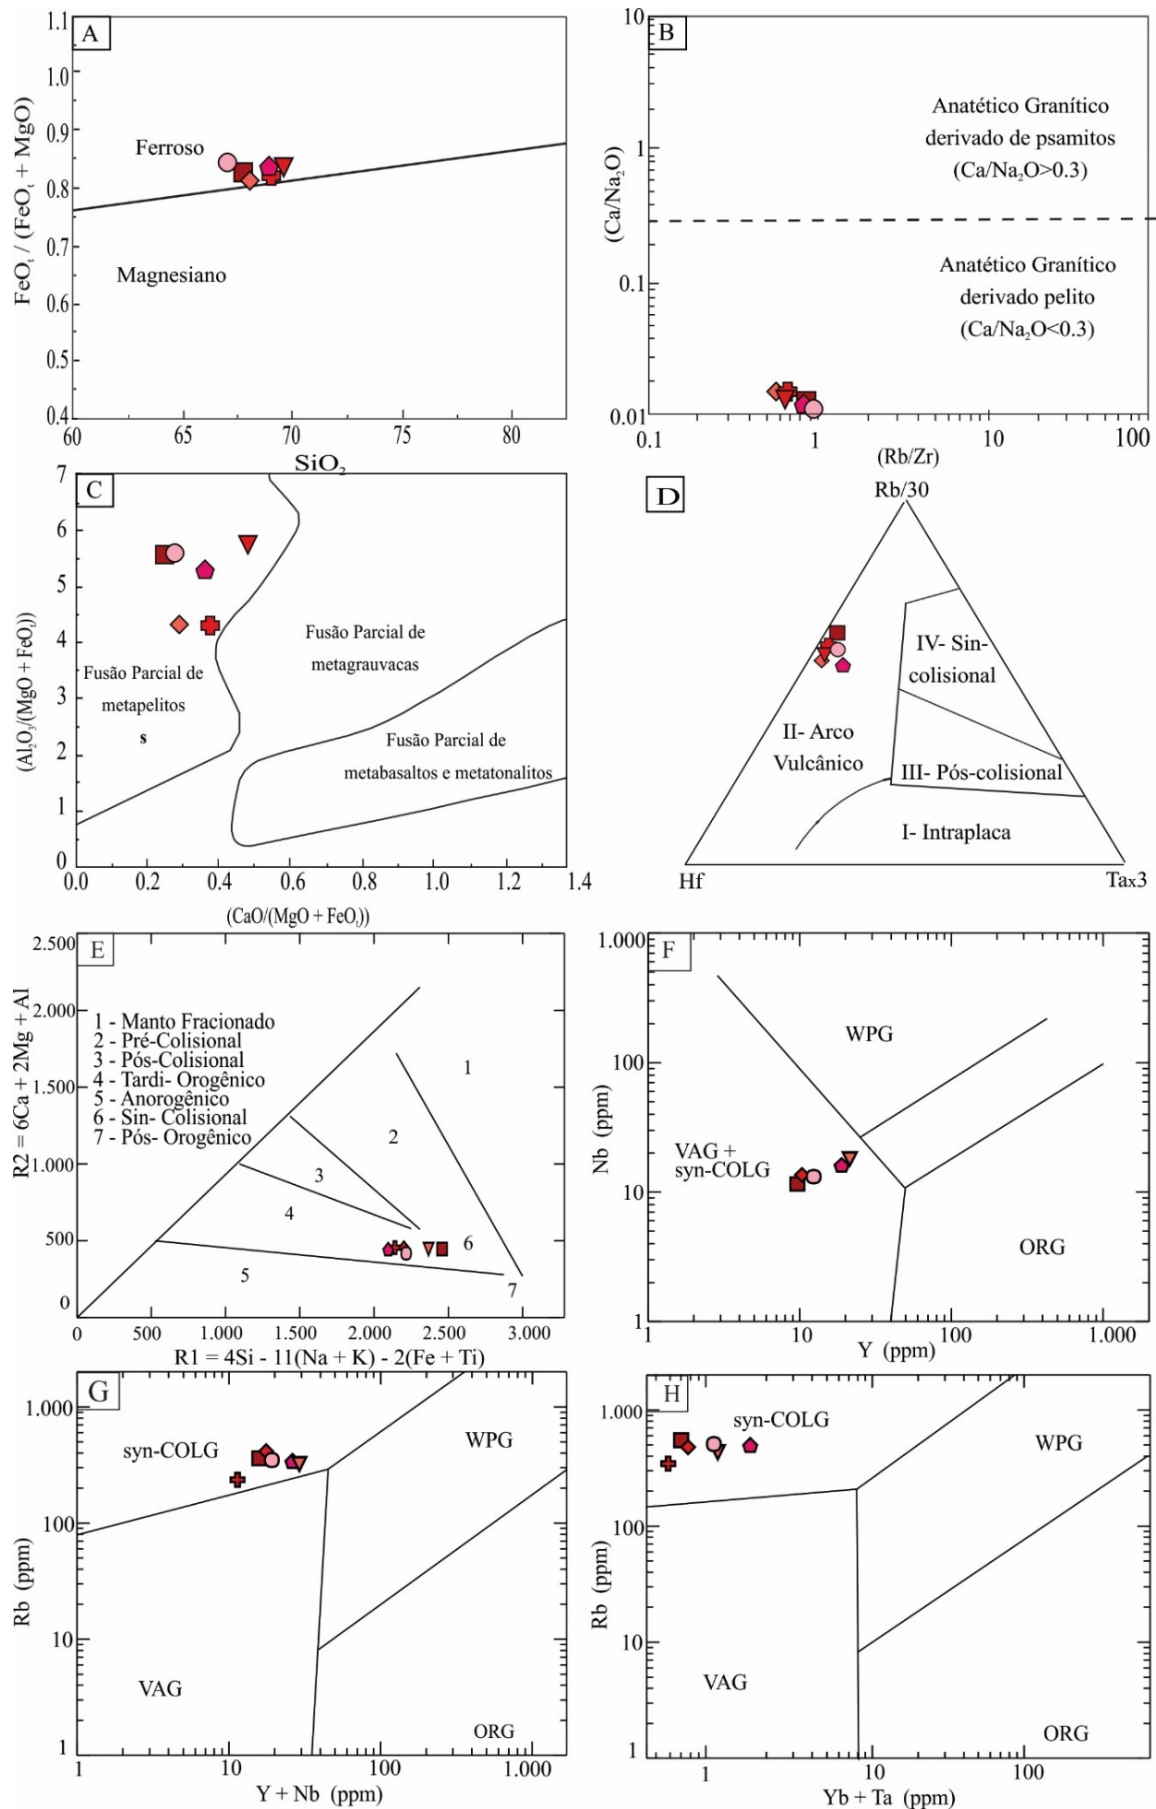 A
1.1
1.0
0.9
0.8
0.7
0.6
0.5
0.4
FeOₜ / (FeOₜ + MgO)
Ferroso
Magnesiano
60
65
70
75
80
SiO₂
B
10
1
0.1
0.01
(Ca/Na₂O)
Anatético Granítico
derivado de psamitos
(Ca/Na₂O>0.3)
Anatético Granítico
derivado pelito
(Ca/Na₂O<0.3)
0.1
1
10
100
(Rb/Zr)
C
7
6
5
4
3
2
1
0
(Al₂O₃/(MgO + FeOₜ))
Fusão Parcial de
metagrauvacas
Fusão Parcial de
metapelitos
s
Fusão Parcial de
metabasaltos e metatonalitos
0.0
0.2
0.4
0.6
0.8
1.0
1.2
1.4
(CaO/(MgO + FeOₜ))
D
Rb/30
IV- Sin-
colisional
II- Arco
Vulcânico
III- Pós-colisional
I- Intraplaca
Hf
Tax3
E
2.500
2.000
1.500
1.000
500
0
R2 = 6Ca + 2Mg + Al
1 - Manto Fracionado
2 - Pré-Colisional
3 - Pós-Colisional
4 - Tardi- Orogênico
5 - Anorogênico
6 - Sin- Colisional
7 - Pós- Orogênico
1
2
3
4
5
6
7
0
500
1.000
1.500
2.000
2.500
3.000
R1 = 4Si - 11(Na + K) - 2(Fe + Ti)
F
1.000
100
10
1
Nb (ppm)
WPG
VAG +
syn-COLG
ORG
1
10
100
1.000
Y (ppm)
G
1.000
100
10
1
Rb (ppm)
syn-COLG
WPG
VAG
ORG
1
10
100
1.000
Y + Nb (ppm)
H
1.000
100
10
1
Rb (ppm)
syn-COLG
WPG
VAG
ORG
1
10
100
Yb + Ta (ppm)